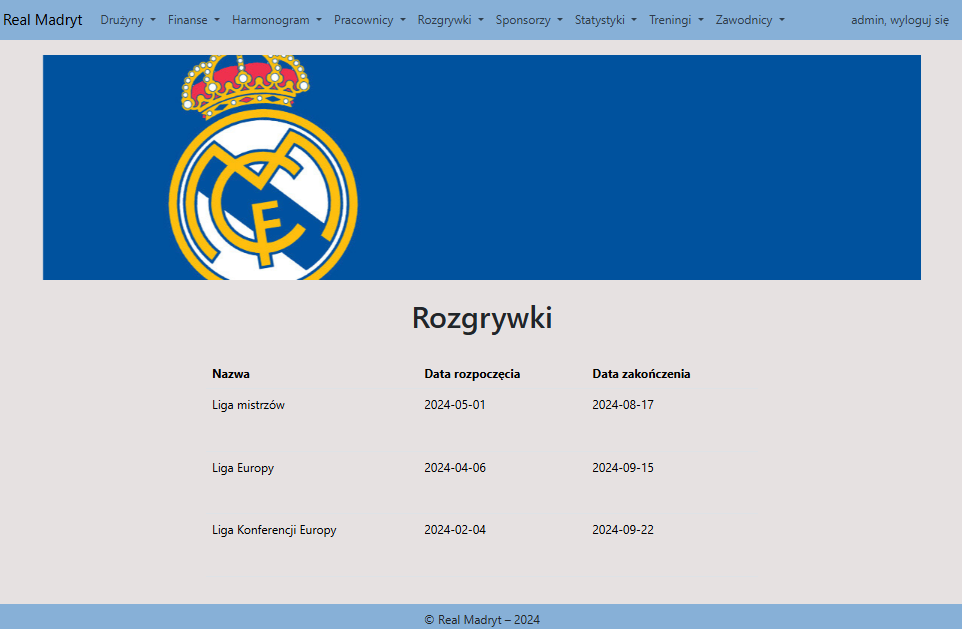 Real Madryt Drużyny Finanse Harmonogram Pracownicy Rozgrywki Sponsorzy Statystyki Treningi Zawodnicy admin, wyloguj się
Rozgrywki
Nazwa Data rozpoczęcia Data zakończenia
Liga mistrzów 2024-05-01 2024-08-17
Liga Europy 2024-04-06 2024-09-15
Liga Konferencji Europy 2024-02-04 2024-09-22
© Real Madryt – 2024